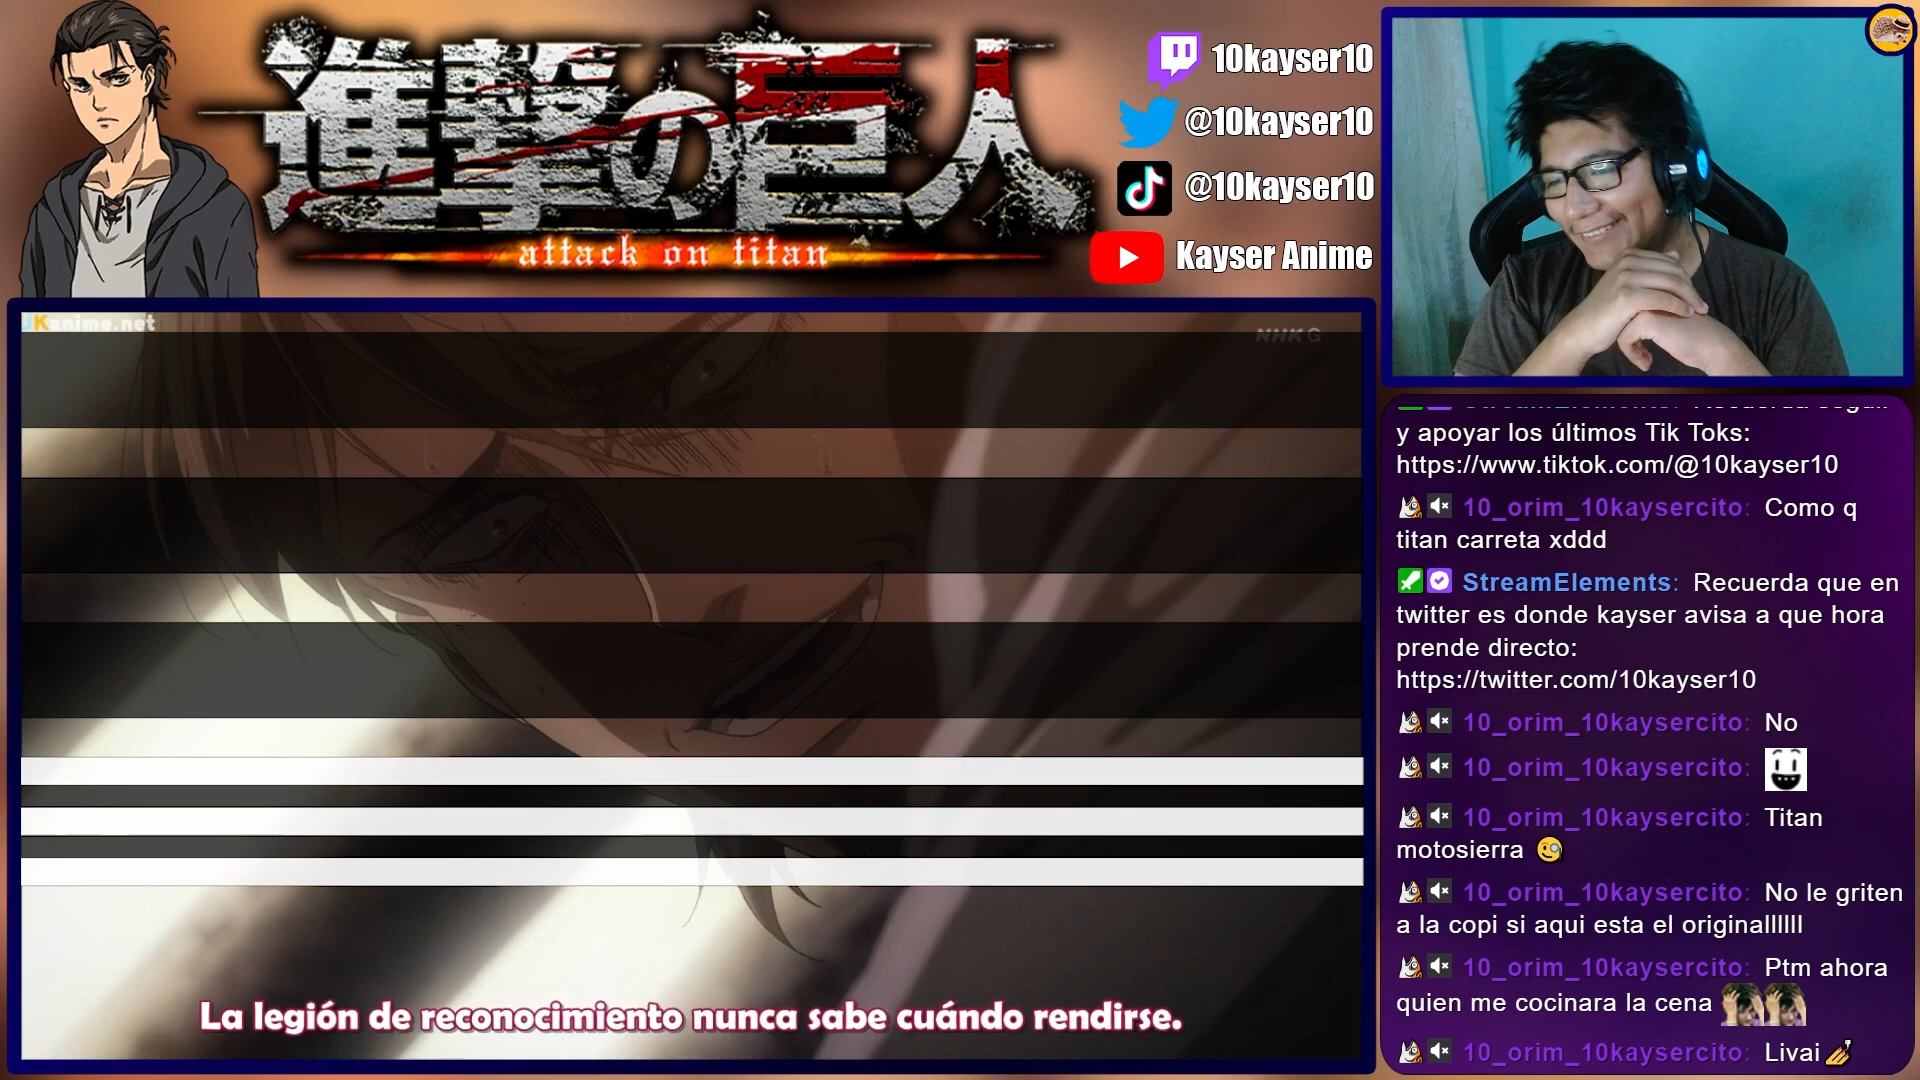 進撃の巨人
attack on titan
10kayser10
@10kayser10
@10kayser10
Kayser Anime
JKanime.net
NHK G
La legión de reconocimiento nunca sabe cuándo rendirse.
y apoyar los últimos Tik Toks:
https://www.tiktok.com/@10kayser10
10_orim_10kaysercito: Como q
titan carreta xddd
StreamElements: Recuerda que en
twitter es donde kayser avisa a que hora
prende directo:
https://twitter.com/10kayser10
10_orim_10kaysercito: No
10_orim_10kaysercito:
10_orim_10kaysercito: Titan
motosierra
10_orim_10kaysercito: No le griten
a la copi si aqui esta el originallllll
10_orim_10kaysercito: Ptm ahora
quien me cocinara la cena
10_orim_10kaysercito: Livai